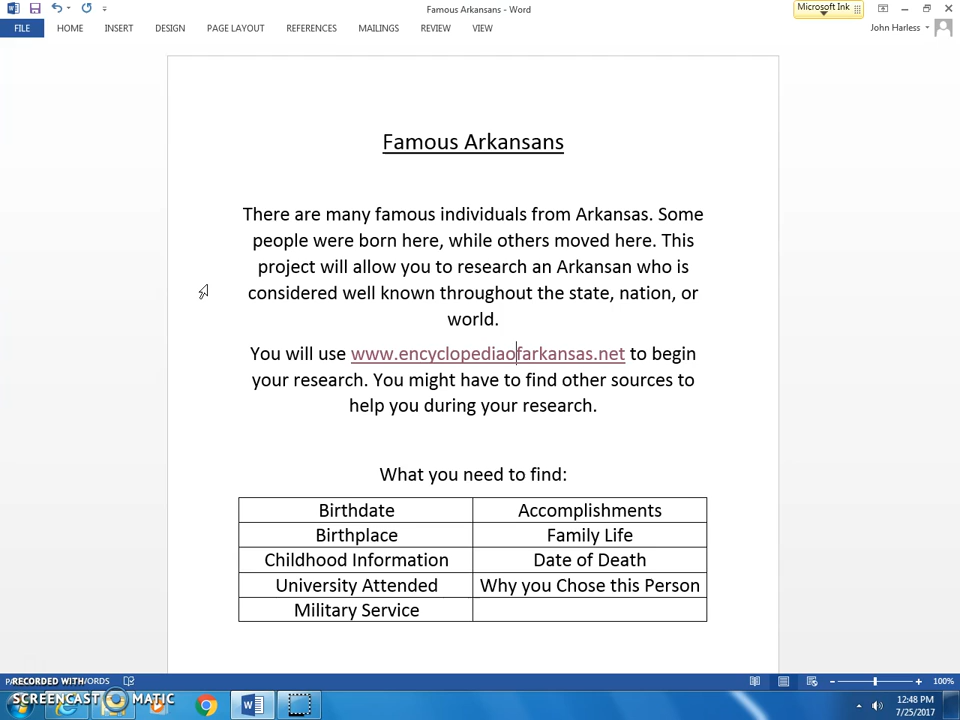 Famous Arkansans - Word
Microsoft Ink
FILE HOME INSERT DESIGN PAGE LAYOUT REFERENCES MAILINGS REVIEW VIEW
John Harless
Famous Arkansans
There are many famous individuals from Arkansas. Some
people were born here, while others moved here. This
project will allow you to research an Arkansan who is
considered well known throughout the state, nation, or
world.
You will use www.encyclopediaofarkansas.net to begin
your research. You might have to find other sources to
help you during your research.
What you need to find:
Birthdate Accomplishments
Birthplace Family Life
Childhood Information Date of Death
University Attended Why you Chose this Person
Military Service
RECORDED WITH
SCREENCAST MATIC
100%
12:48 PM
7/25/2017